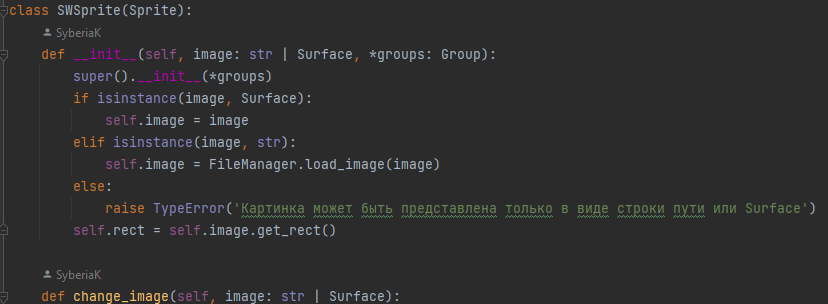 class SWSprite(Sprite):
SyberiaK
def __init__(self, image: str | Surface, *groups: Group):
super().__init__(*groups)
if isinstance(image, Surface):
self.image = image
elif isinstance(image, str):
self.image = FileManager.load_image(image)
else:
raise TypeError('Картинка может быть представлена только в виде строки пути или Surface')
self.rect = self.image.get_rect()
SyberiaK
def change_image(self, image: str | Surface):